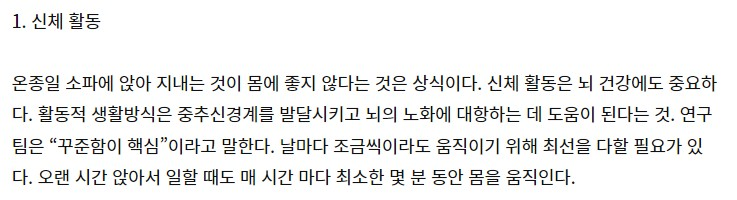 1. 신체 활동
온종일 소파에 앉아 지내는 것이 몸에 좋지 않다는 것은 상식이다. 신체 활동은 뇌 건강에도 중요하
다. 활동적 생활방식은 중추신경계를 발달시키고 뇌의 노화에 대항하는 데 도움이 된다는 것. 연구
팀은 “꾸준함이 핵심”이라고 말한다. 날마다 조금씩이라도 움직이기 위해 최선을 다할 필요가 있
다. 오랜 시간 앉아서 일할 때도 매 시간 마다 최소한 몇 분 동안 몸을 움직인다.